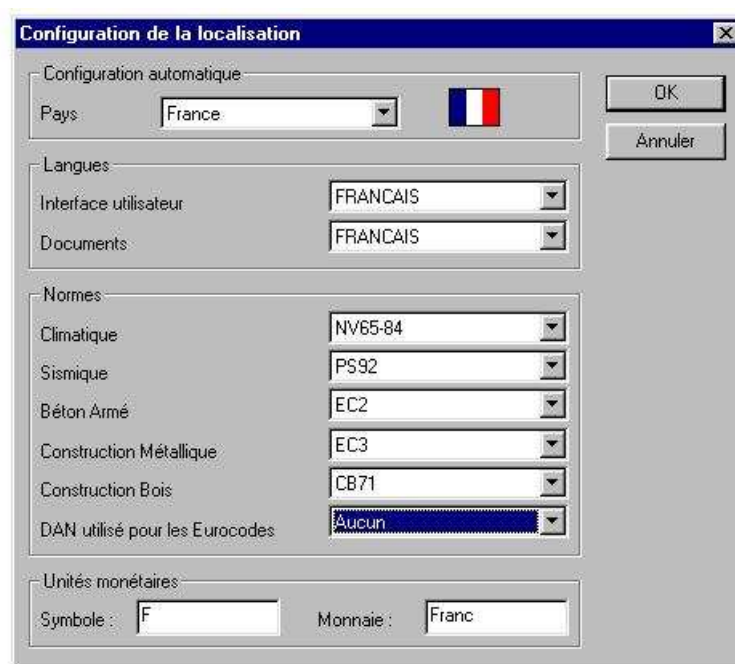 Configuration de la localisation
Configuration automatique
Pays France
OK
Annuler
Langues
Interface utilisateur FRANCAIS
Documents FRANCAIS
Normes
Climatique NV65-84
Sismique PS92
Béton Armé EC2
Construction Métallique EC3
Construction Bois CB71
DAN utilisé pour les Eurocodes Aucun
Unités monétaires
Symbole : F Monnaie : Franc